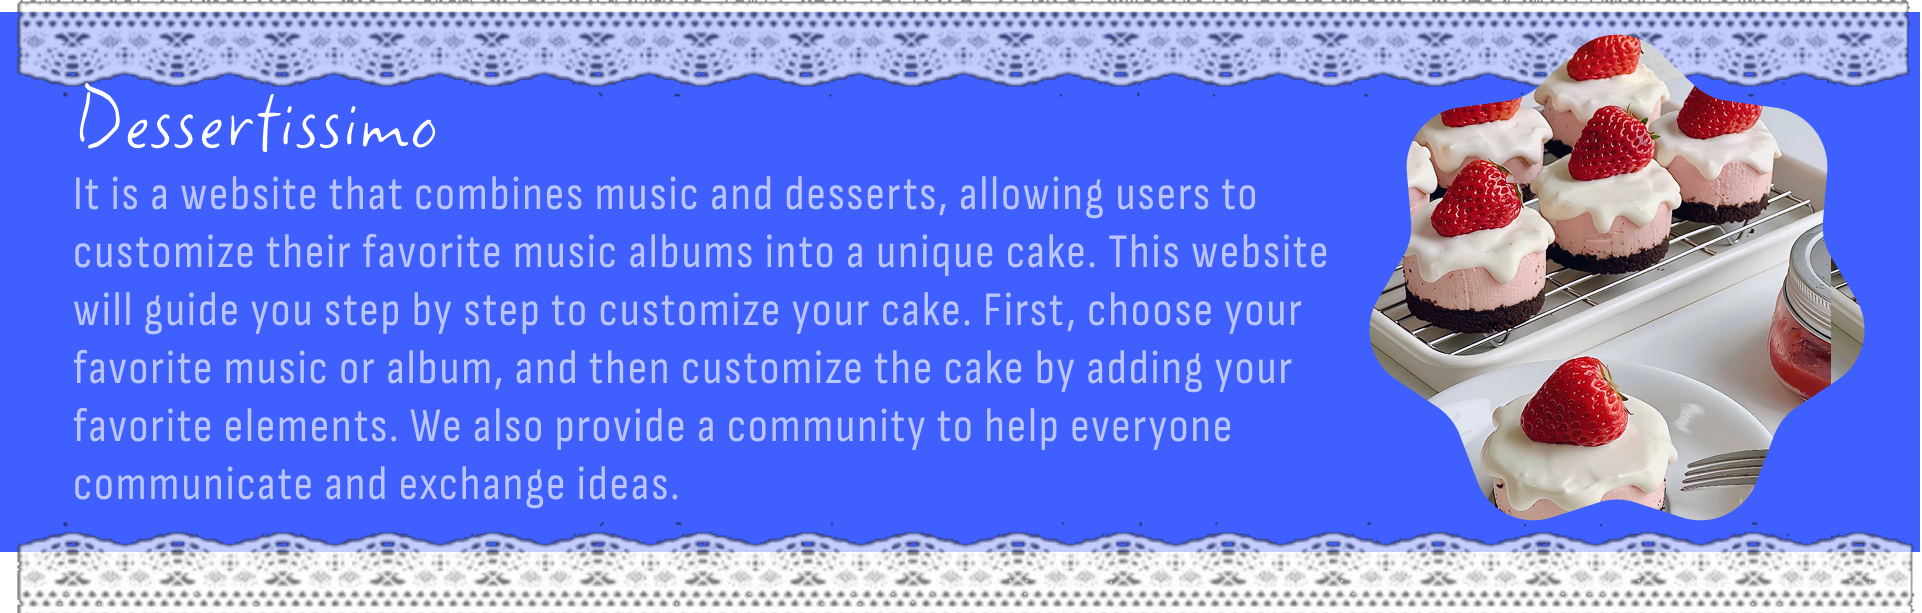 Dessertissimo
It is a website that combines music and desserts, allowing users to
customize their favorite music albums into a unique cake. This website
will guide you step by step to customize your cake. First, choose your
favorite music or album, and then customize the cake by adding your
favorite elements. We also provide a community to help everyone
communicate and exchange ideas.